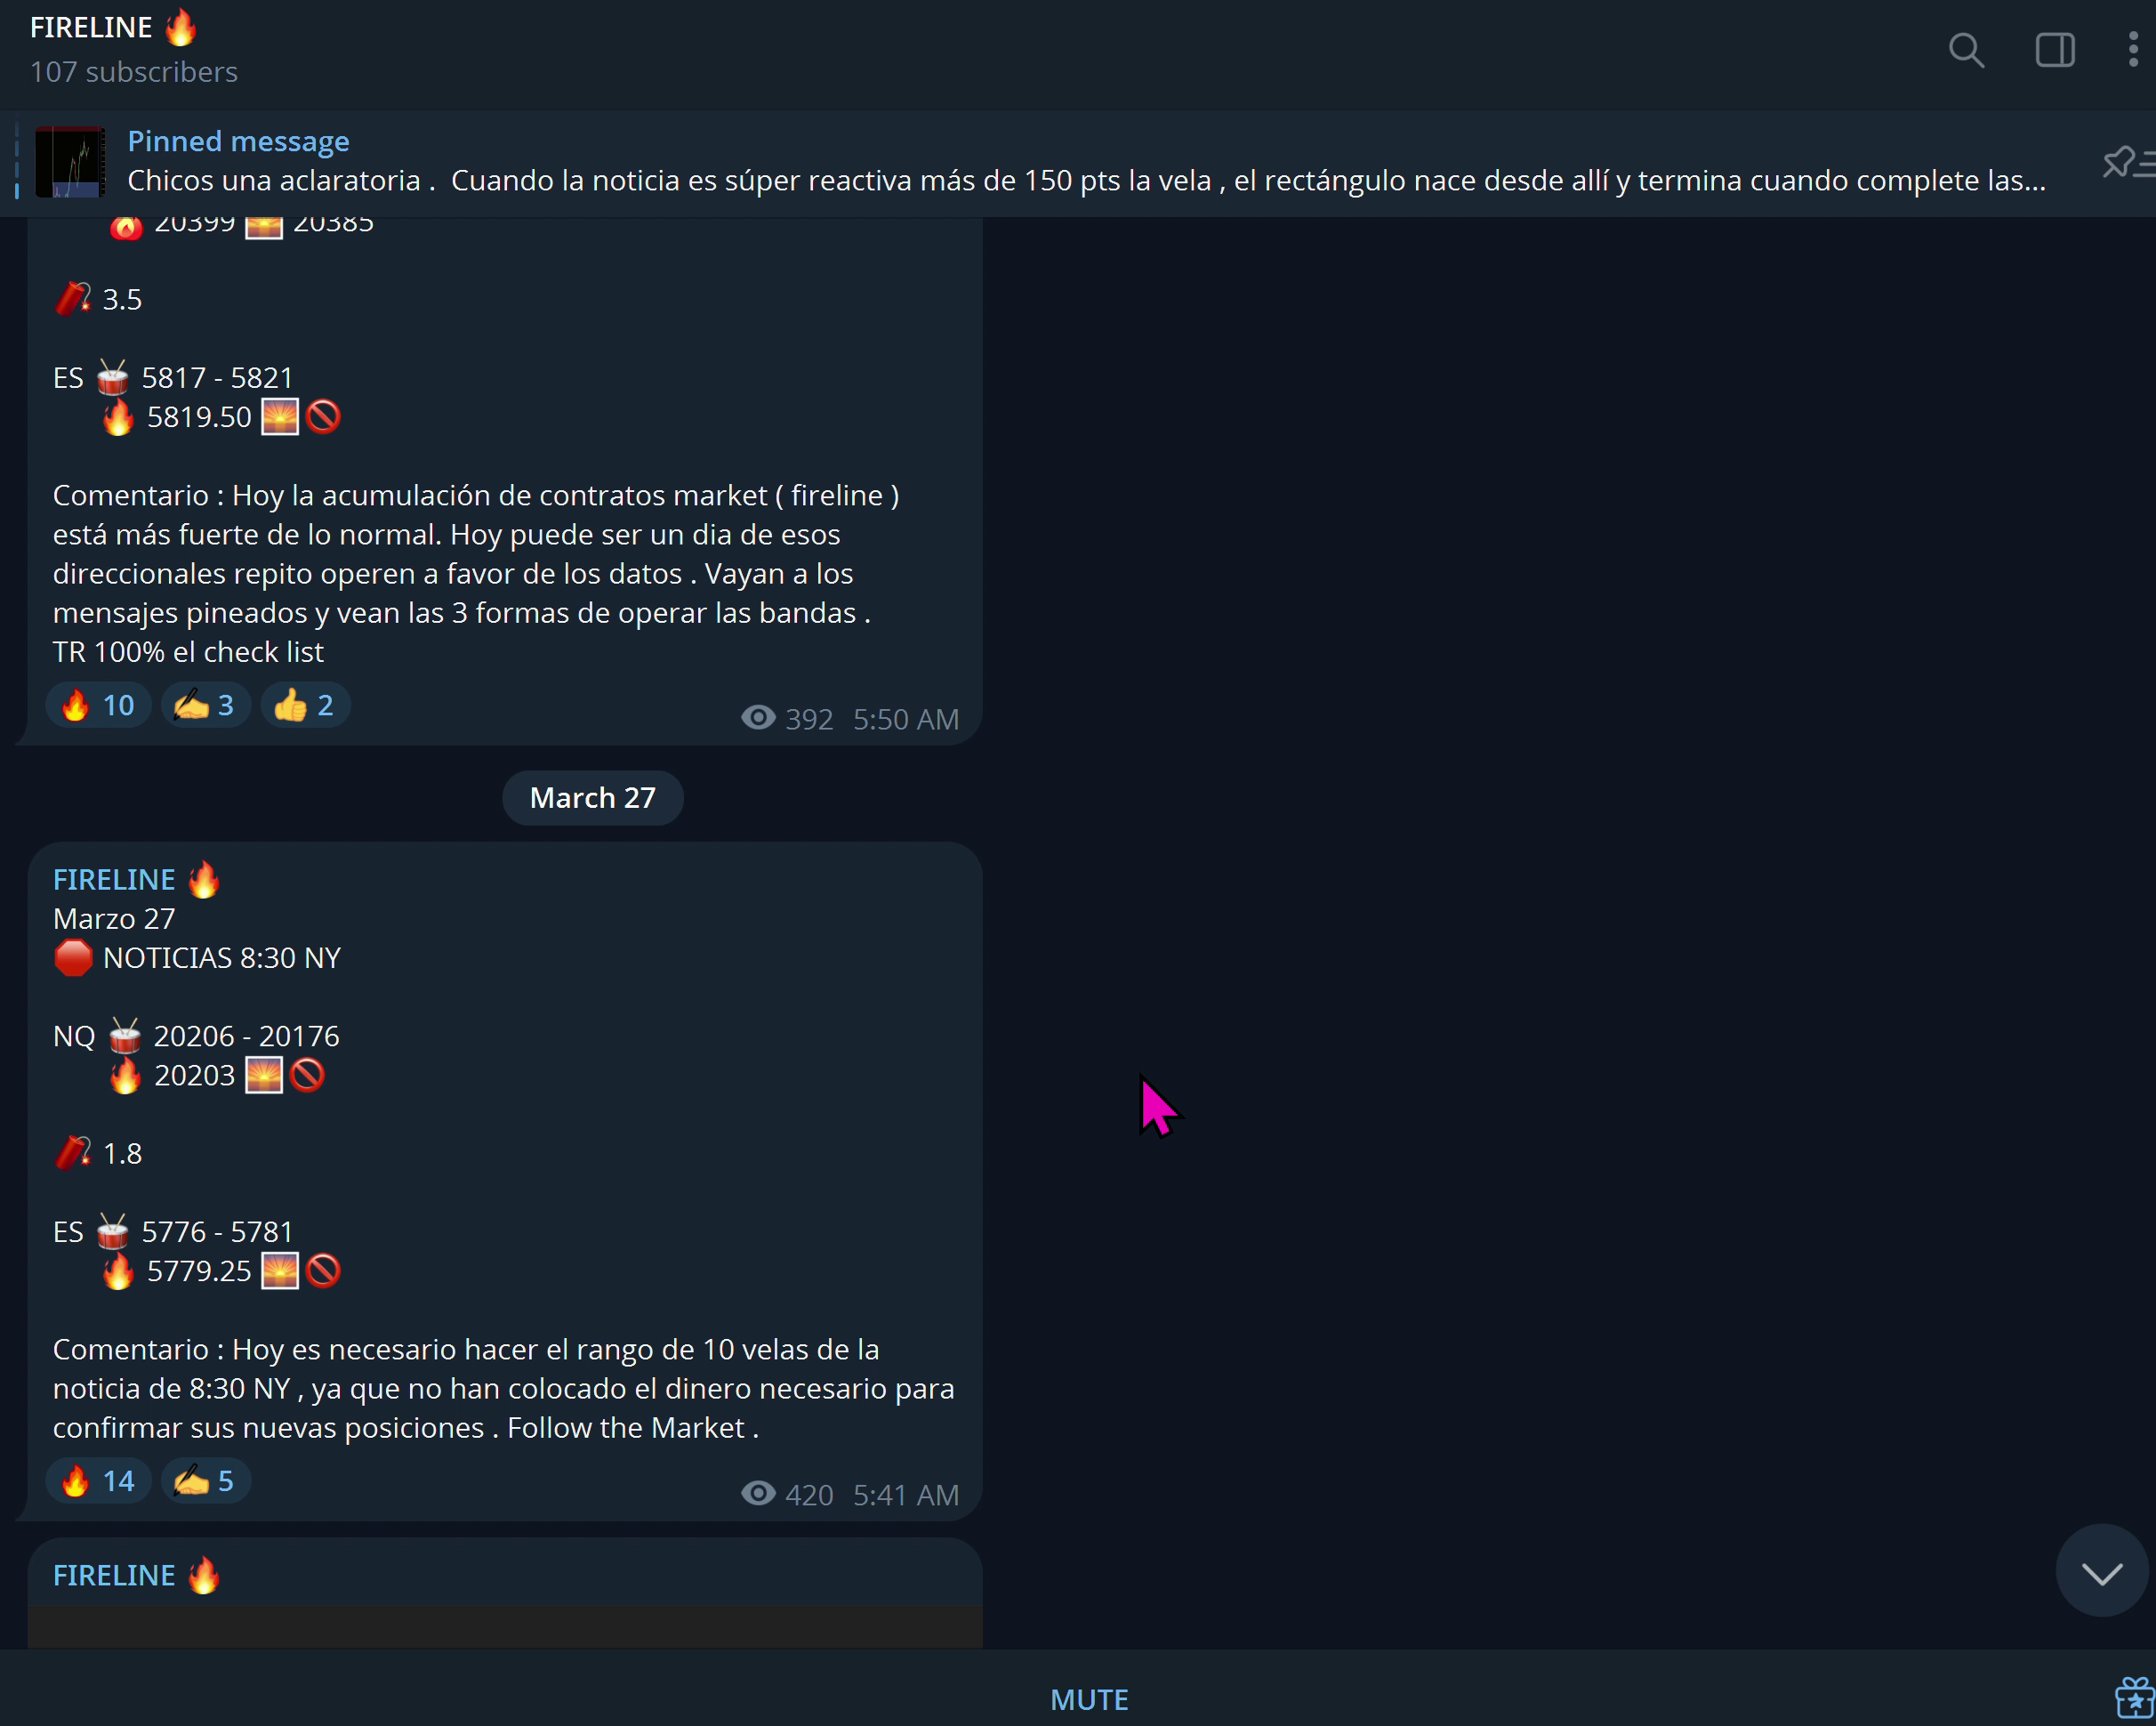 FIRELINE 🔥
107 subscribers
Pinned message
Chicos una aclaratoria . Cuando la noticia es súper reactiva más de 150 pts la vela , el rectángulo nace desde allí y termina cuando complete las...
20399 🌅 20385
🧨 3.5
ES 🥁 5817 - 5821
🔥 5819.50 🌅🚫
Comentario : Hoy la acumulación de contratos market ( fireline )
está más fuerte de lo normal. Hoy puede ser un dia de esos
direccionales repito operen a favor de los datos . Vayan a los
mensajes pineados y vean las 3 formas de operar las bandas .
TR 100% el check list
🔥 10 ✍️ 3 👍 2 392 5:50 AM
March 27
FIRELINE 🔥
Marzo 27
🛑 NOTICIAS 8:30 NY
NQ 🥁 20206 - 20176
🔥 20203 🌅🚫
🧨 1.8
ES 🥁 5776 - 5781
🔥 5779.25 🌅🚫
Comentario : Hoy es necesario hacer el rango de 10 velas de la
noticia de 8:30 NY , ya que no han colocado el dinero necesario para
confirmar sus nuevas posiciones . Follow the Market .
🔥 14 ✍️ 5 420 5:41 AM
FIRELINE 🔥
MUTE